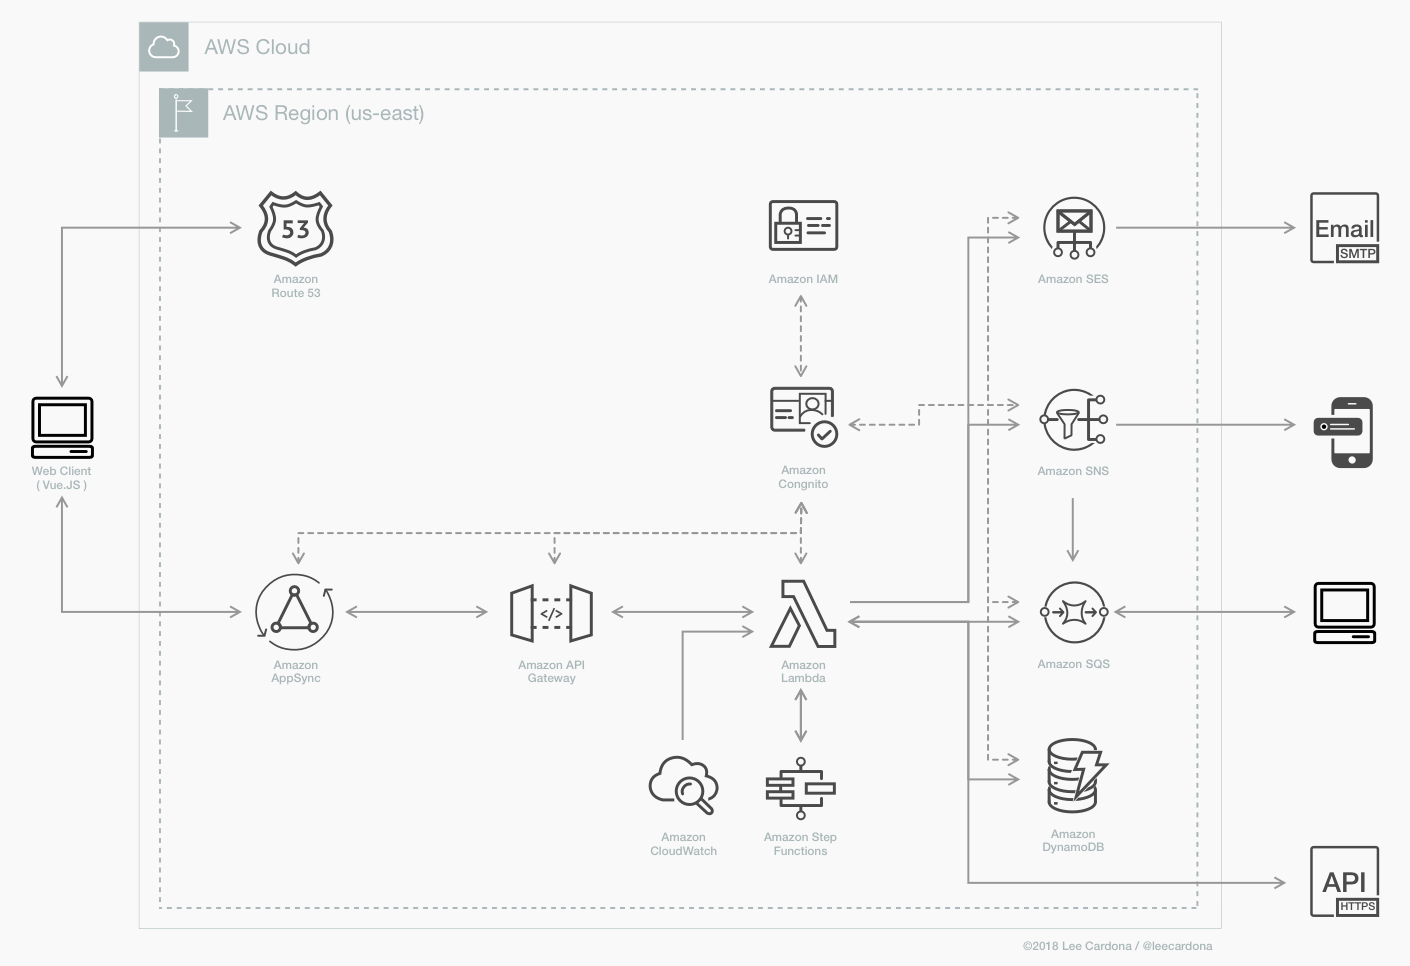 AWS Cloud
AWS Region (us-east)
53
Amazon
Route 53
Amazon IAM
Amazon SES
Email
SMTP
Web Client
( Vue.JS )
Amazon
Congnito
Amazon SNS
</>
Amazon
AppSync
Amazon API
Gateway
Amazon
Lambda
Amazon SQS
Amazon
CloudWatch
Amazon Step
Functions
Amazon
DynamoDB
API
HTTPS
©2018 Lee Cardona / @leecardona